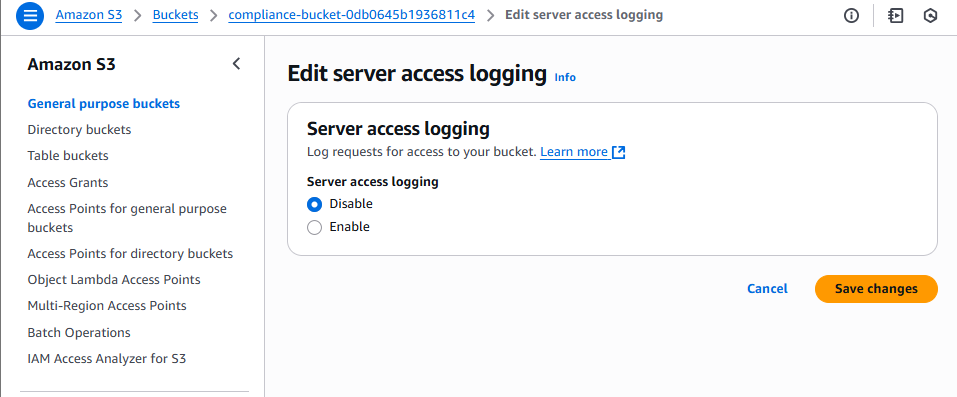 Amazon S3 > Buckets > compliance-bucket-0db0645b1936811c4 > Edit server access logging
Amazon S3
General purpose buckets
Directory buckets
Table buckets
Access Grants
Access Points for general purpose
buckets
Access Points for directory buckets
Object Lambda Access Points
Multi-Region Access Points
Batch Operations
IAM Access Analyzer for S3
Edit server access logging Info
Server access logging
Log requests for access to your bucket. Learn more
Server access logging
Disable
Enable
Cancel
Save changes